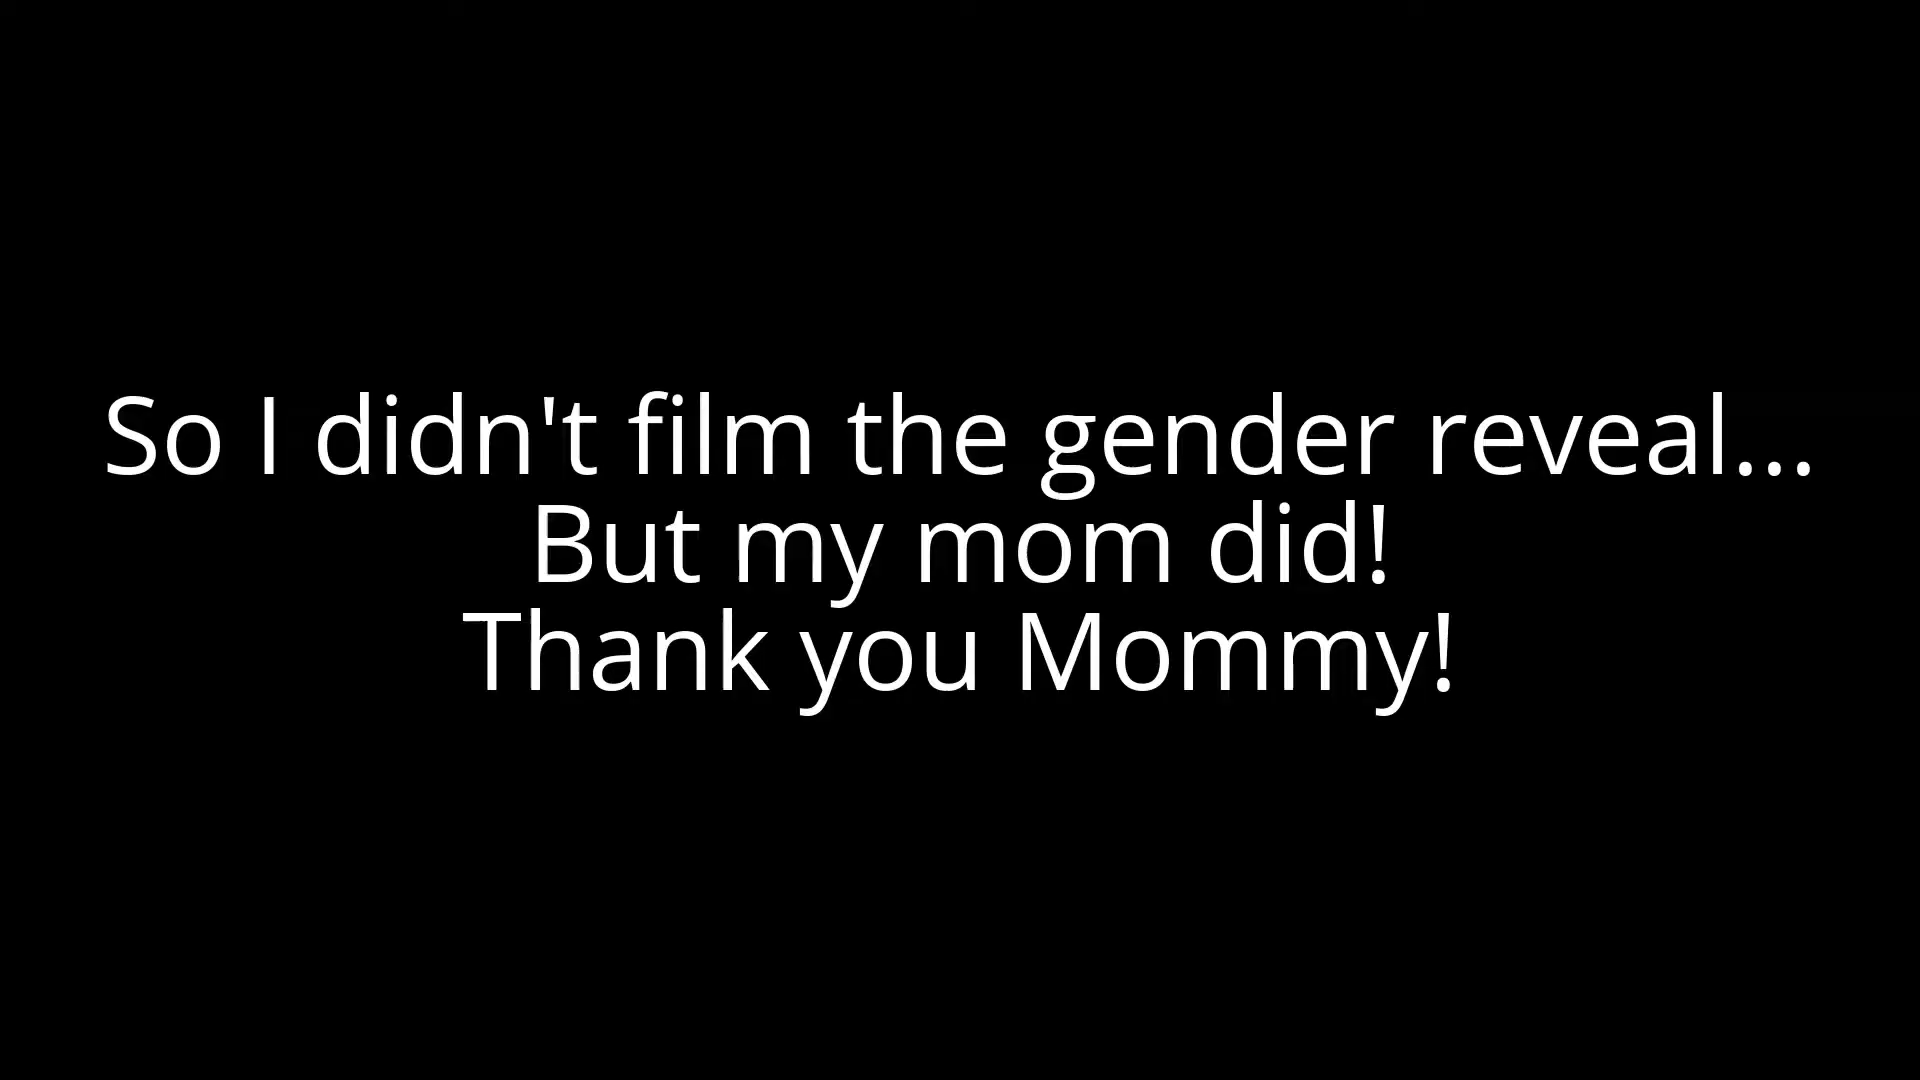 So I didn't film the gender reveal...
But my mom did!
Thank you Mommy!